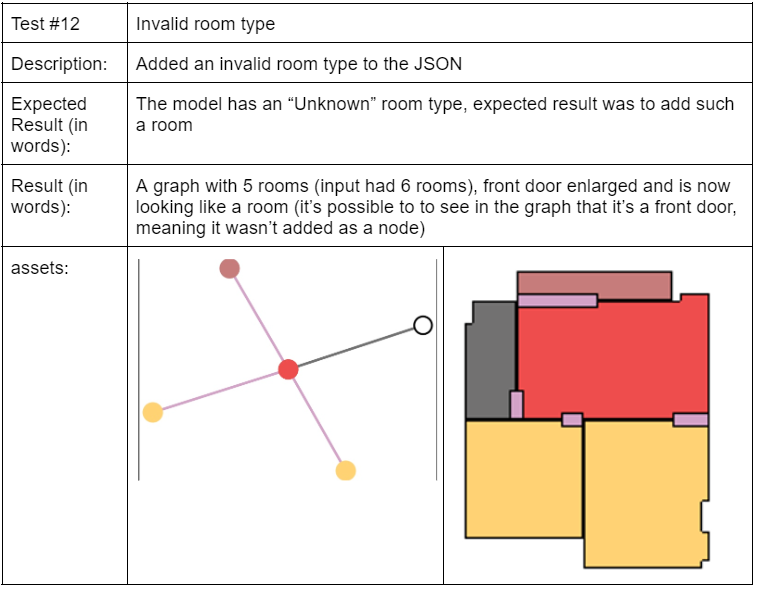 Test #12
Invalid room type
Description:
Added an invalid room type to the JSON
Expected
Result (in
words):
The model has an “Unknown” room type, expected result was to add such
a room
Result (in
words):
A graph with 5 rooms (input had 6 rooms), front door enlarged and is now
looking like a room (it’s possible to to see in the graph that it’s a front door,
meaning it wasn’t added as a node)
assets: